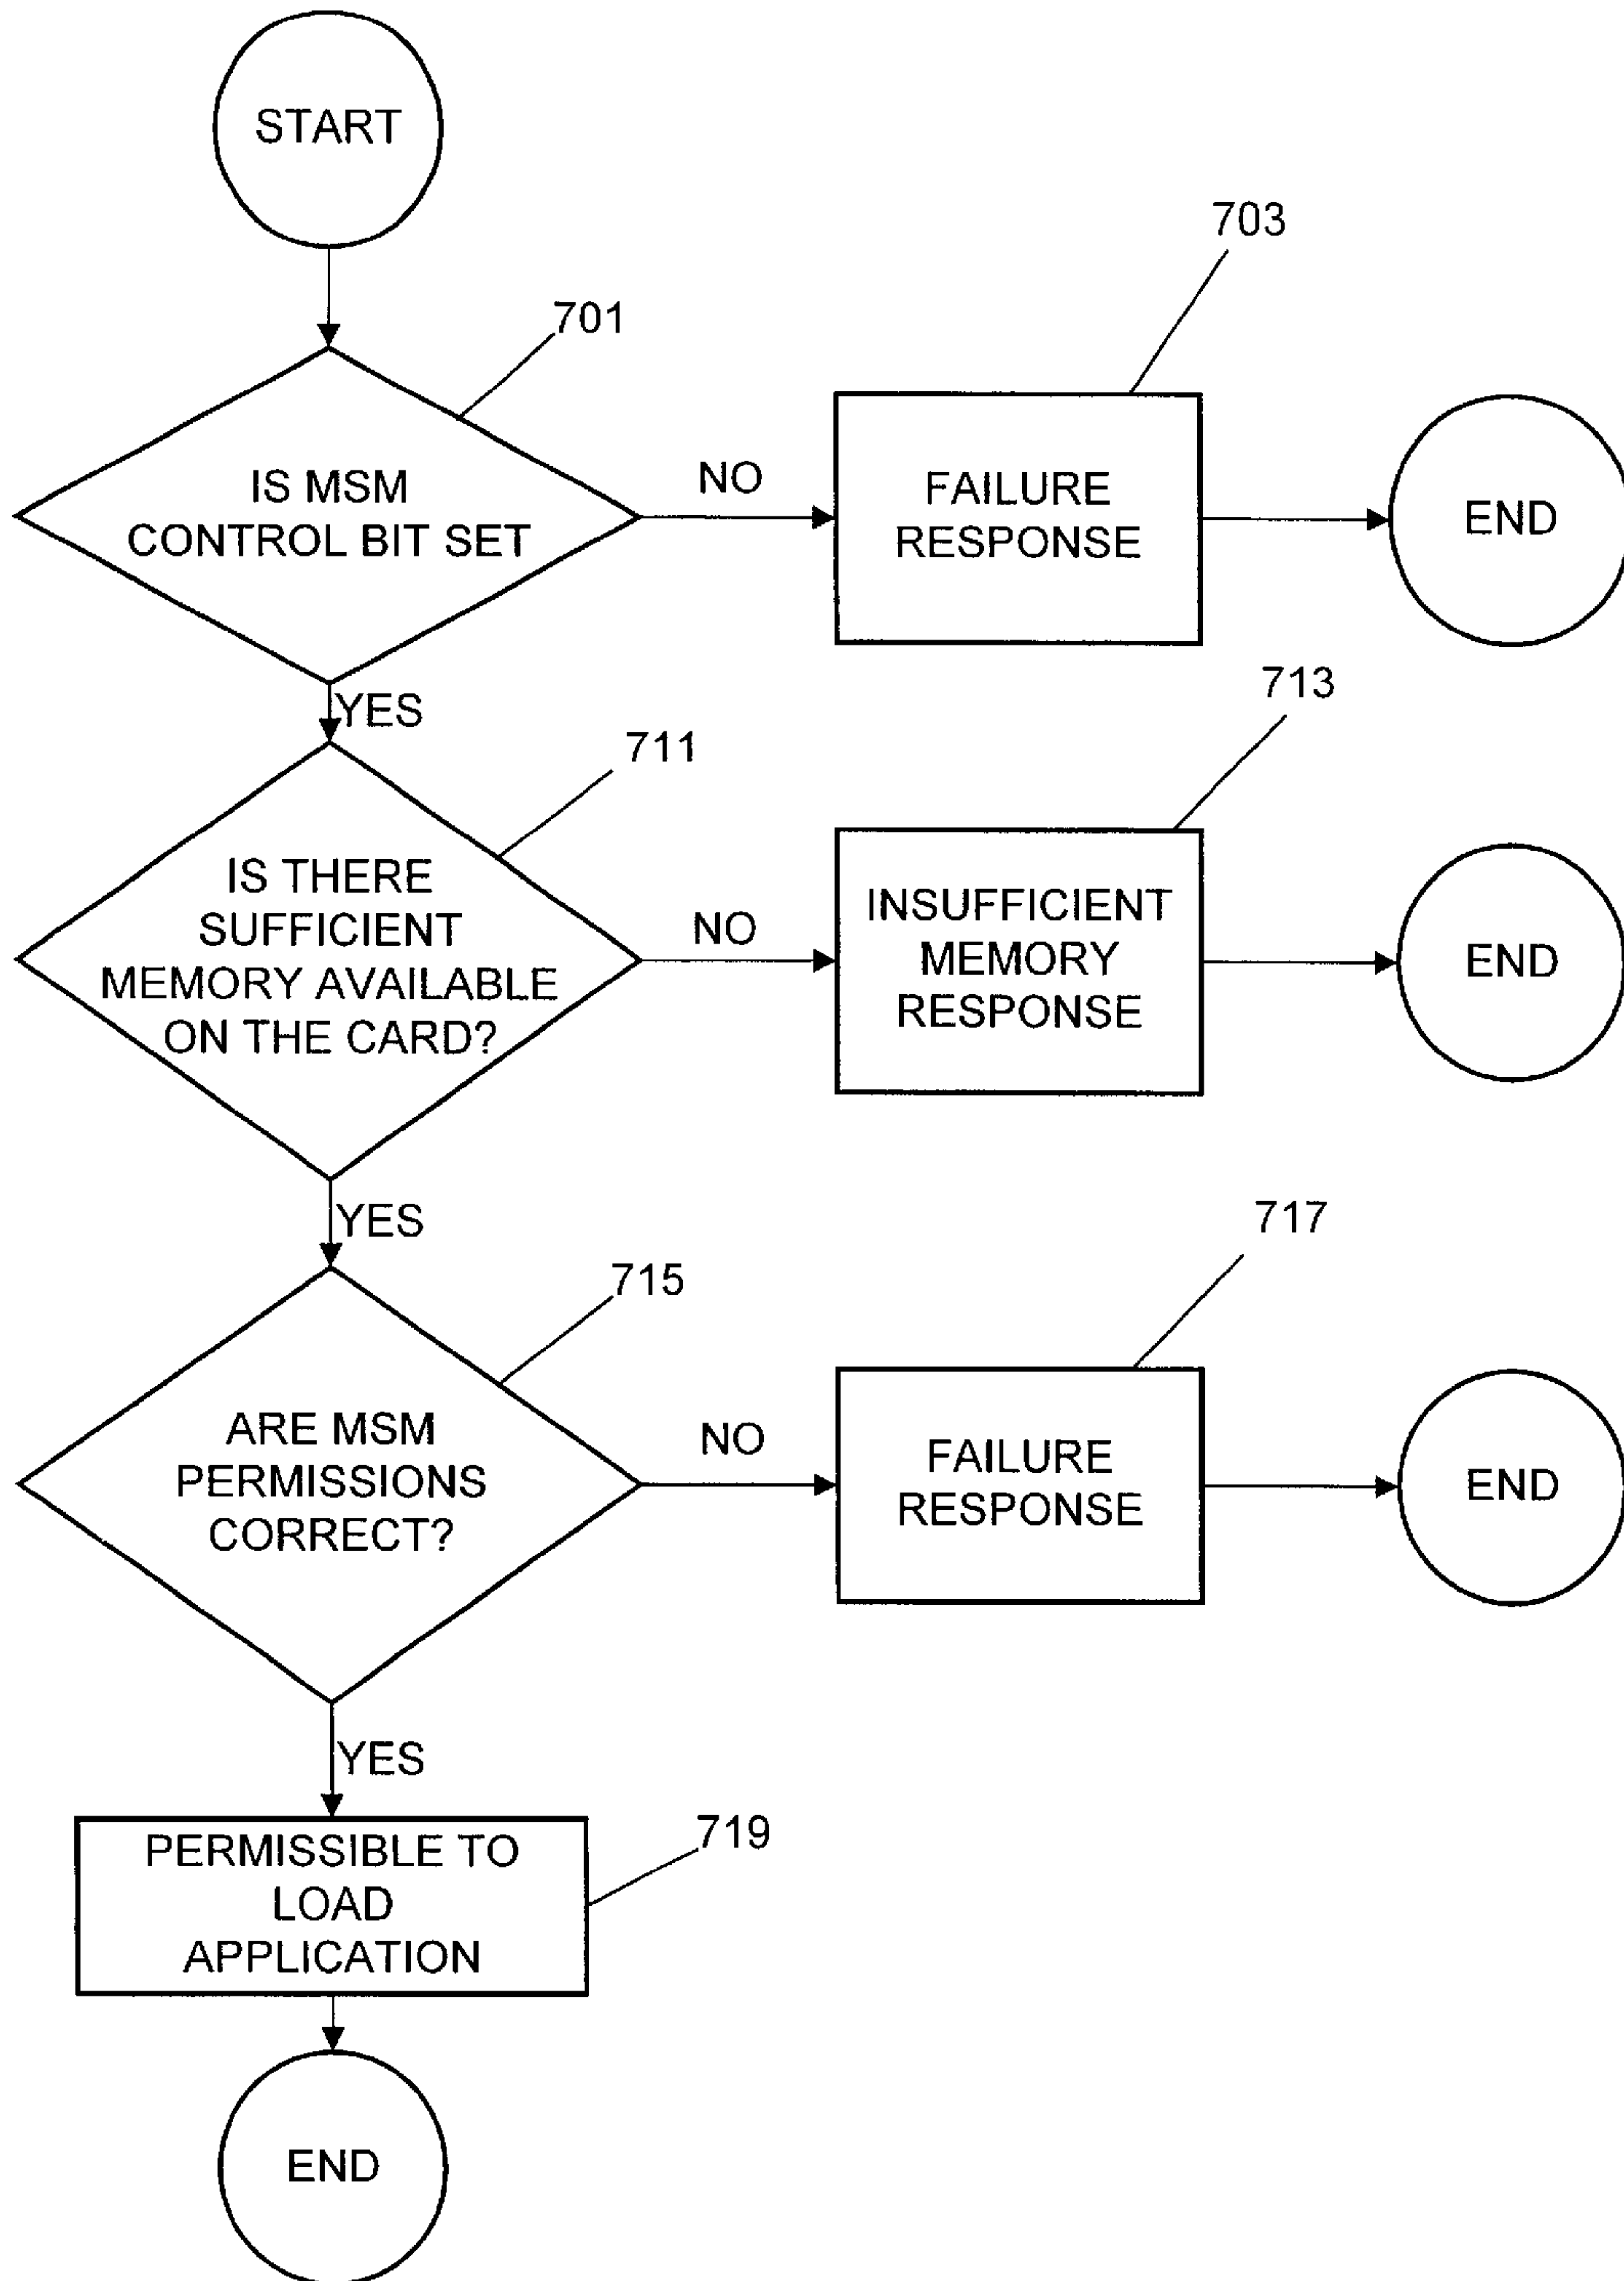 START
703
701
IS MSM
CONTROL BIT SET
NO
FAILURE
RESPONSE
END
YES
713
711
IS THERE
SUFFICIENT
MEMORY AVAILABLE
ON THE CARD?
NO
INSUFFICIENT
MEMORY
RESPONSE
END
YES
717
715
ARE MSM
PERMISSIONS
CORRECT?
NO
FAILURE
RESPONSE
END
YES
719
PERMISSIBLE TO
LOAD
APPLICATION
END